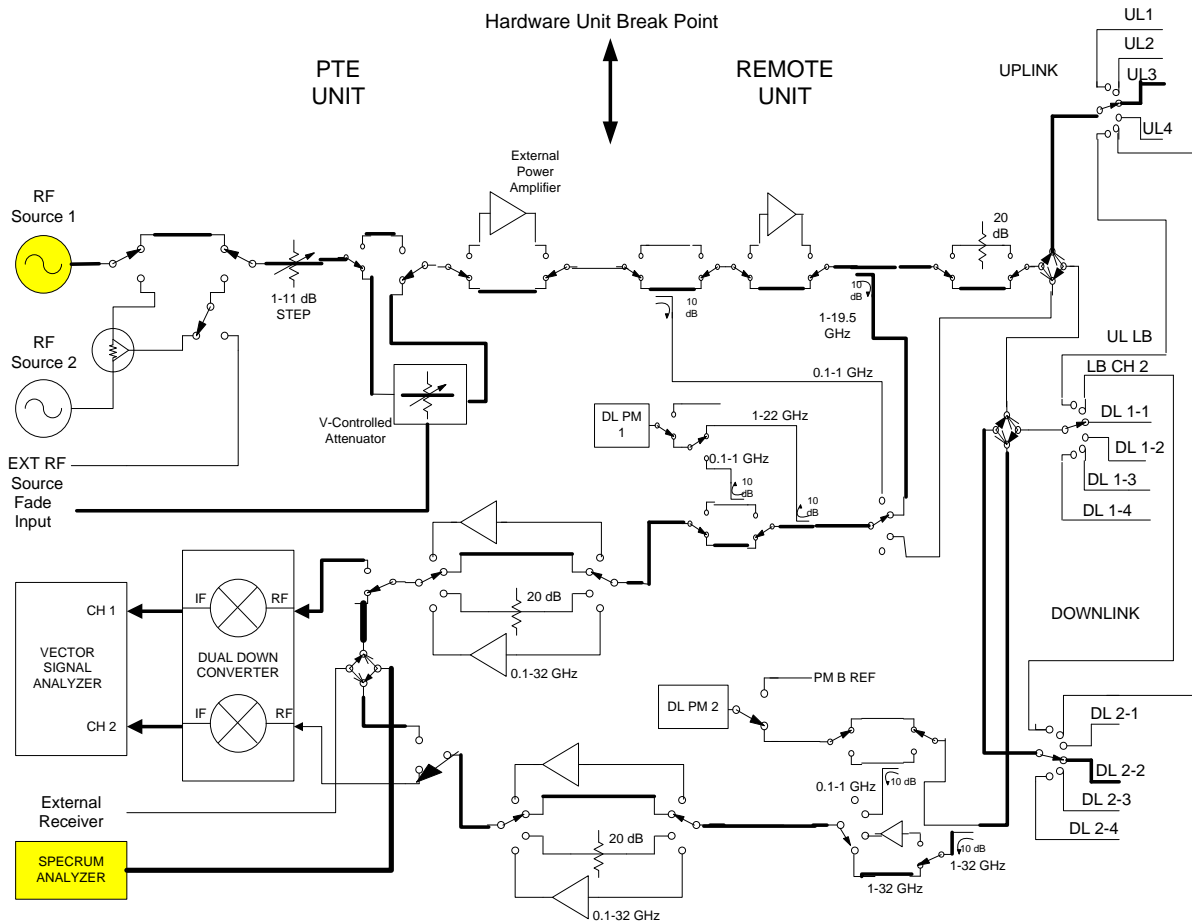 Hardware Unit Break Point
PTE
UNIT
REMOTE
UNIT
UPLINK
UL1
UL2
UL3
UL4
External
Power
Amplifier
RF
Source 1
20
dB
1-11 dB
STEP
10
dB
10
dB
1-19.5
GHz
RF
Source 2
0.1-1 GHz
UL LB
LB CH 2
V-Controlled
Attenuator
DL PM
1
1-22 GHz
DL 1-1
DL 1-2
DL 1-3
DL 1-4
0.1-1 GHz
10
dB
10
dB
EXT RF
Source
Fade
Input
CH 1
IF
RF
20 dB
VECTOR
SIGNAL
ANALYZER
DUAL DOWN
CONVERTER
0.1-32 GHz
DOWNLINK
CH 2
IF
RF
PM B REF
DL PM 2
DL 2-1
DL 2-2
DL 2-3
DL 2-4
0.1-1 GHz
10 dB
External
Receiver
20 dB
10 dB
1-32 GHz
1-32 GHz
SPECRUM
ANALYZER
0.1-32 GHz